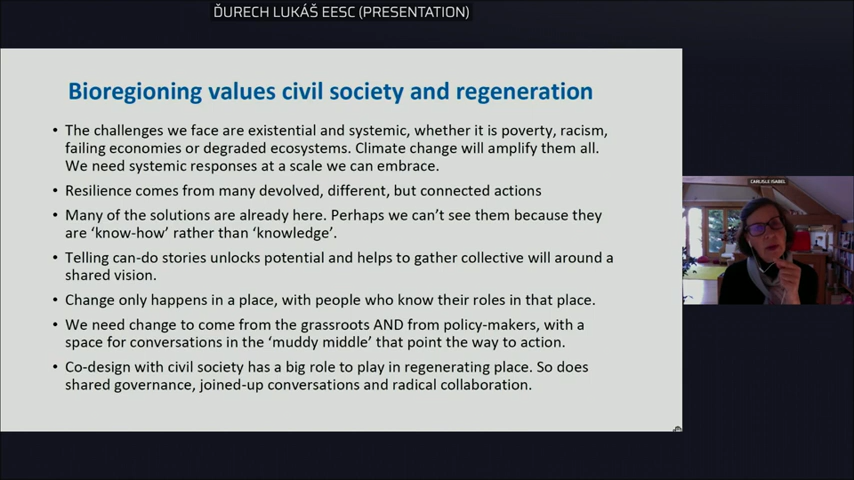 ĎURECH LUKÁŠ EESC (PRESENTATION)
Bioregioning values civil society and regeneration
• The challenges we face are existential and systemic, whether it is poverty, racism,
failing economies or degraded ecosystems. Climate change will amplify them all.
We need systemic responses at a scale we can embrace.
• Resilience comes from many devolved, different, but connected actions
• Many of the solutions are already here. Perhaps we can't see them because they
are ‘know-how’ rather than ‘knowledge’.
• Telling can-do stories unlocks potential and helps to gather collective will around a
shared vision.
• Change only happens in a place, with people who know their roles in that place.
• We need change to come from the grassroots AND from policy-makers, with a
space for conversations in the ‘muddy middle’ that point the way to action.
• Co-design with civil society has a big role to play in regenerating place. So does
shared governance, joined-up conversations and radical collaboration.
CARLISLE ISABEL